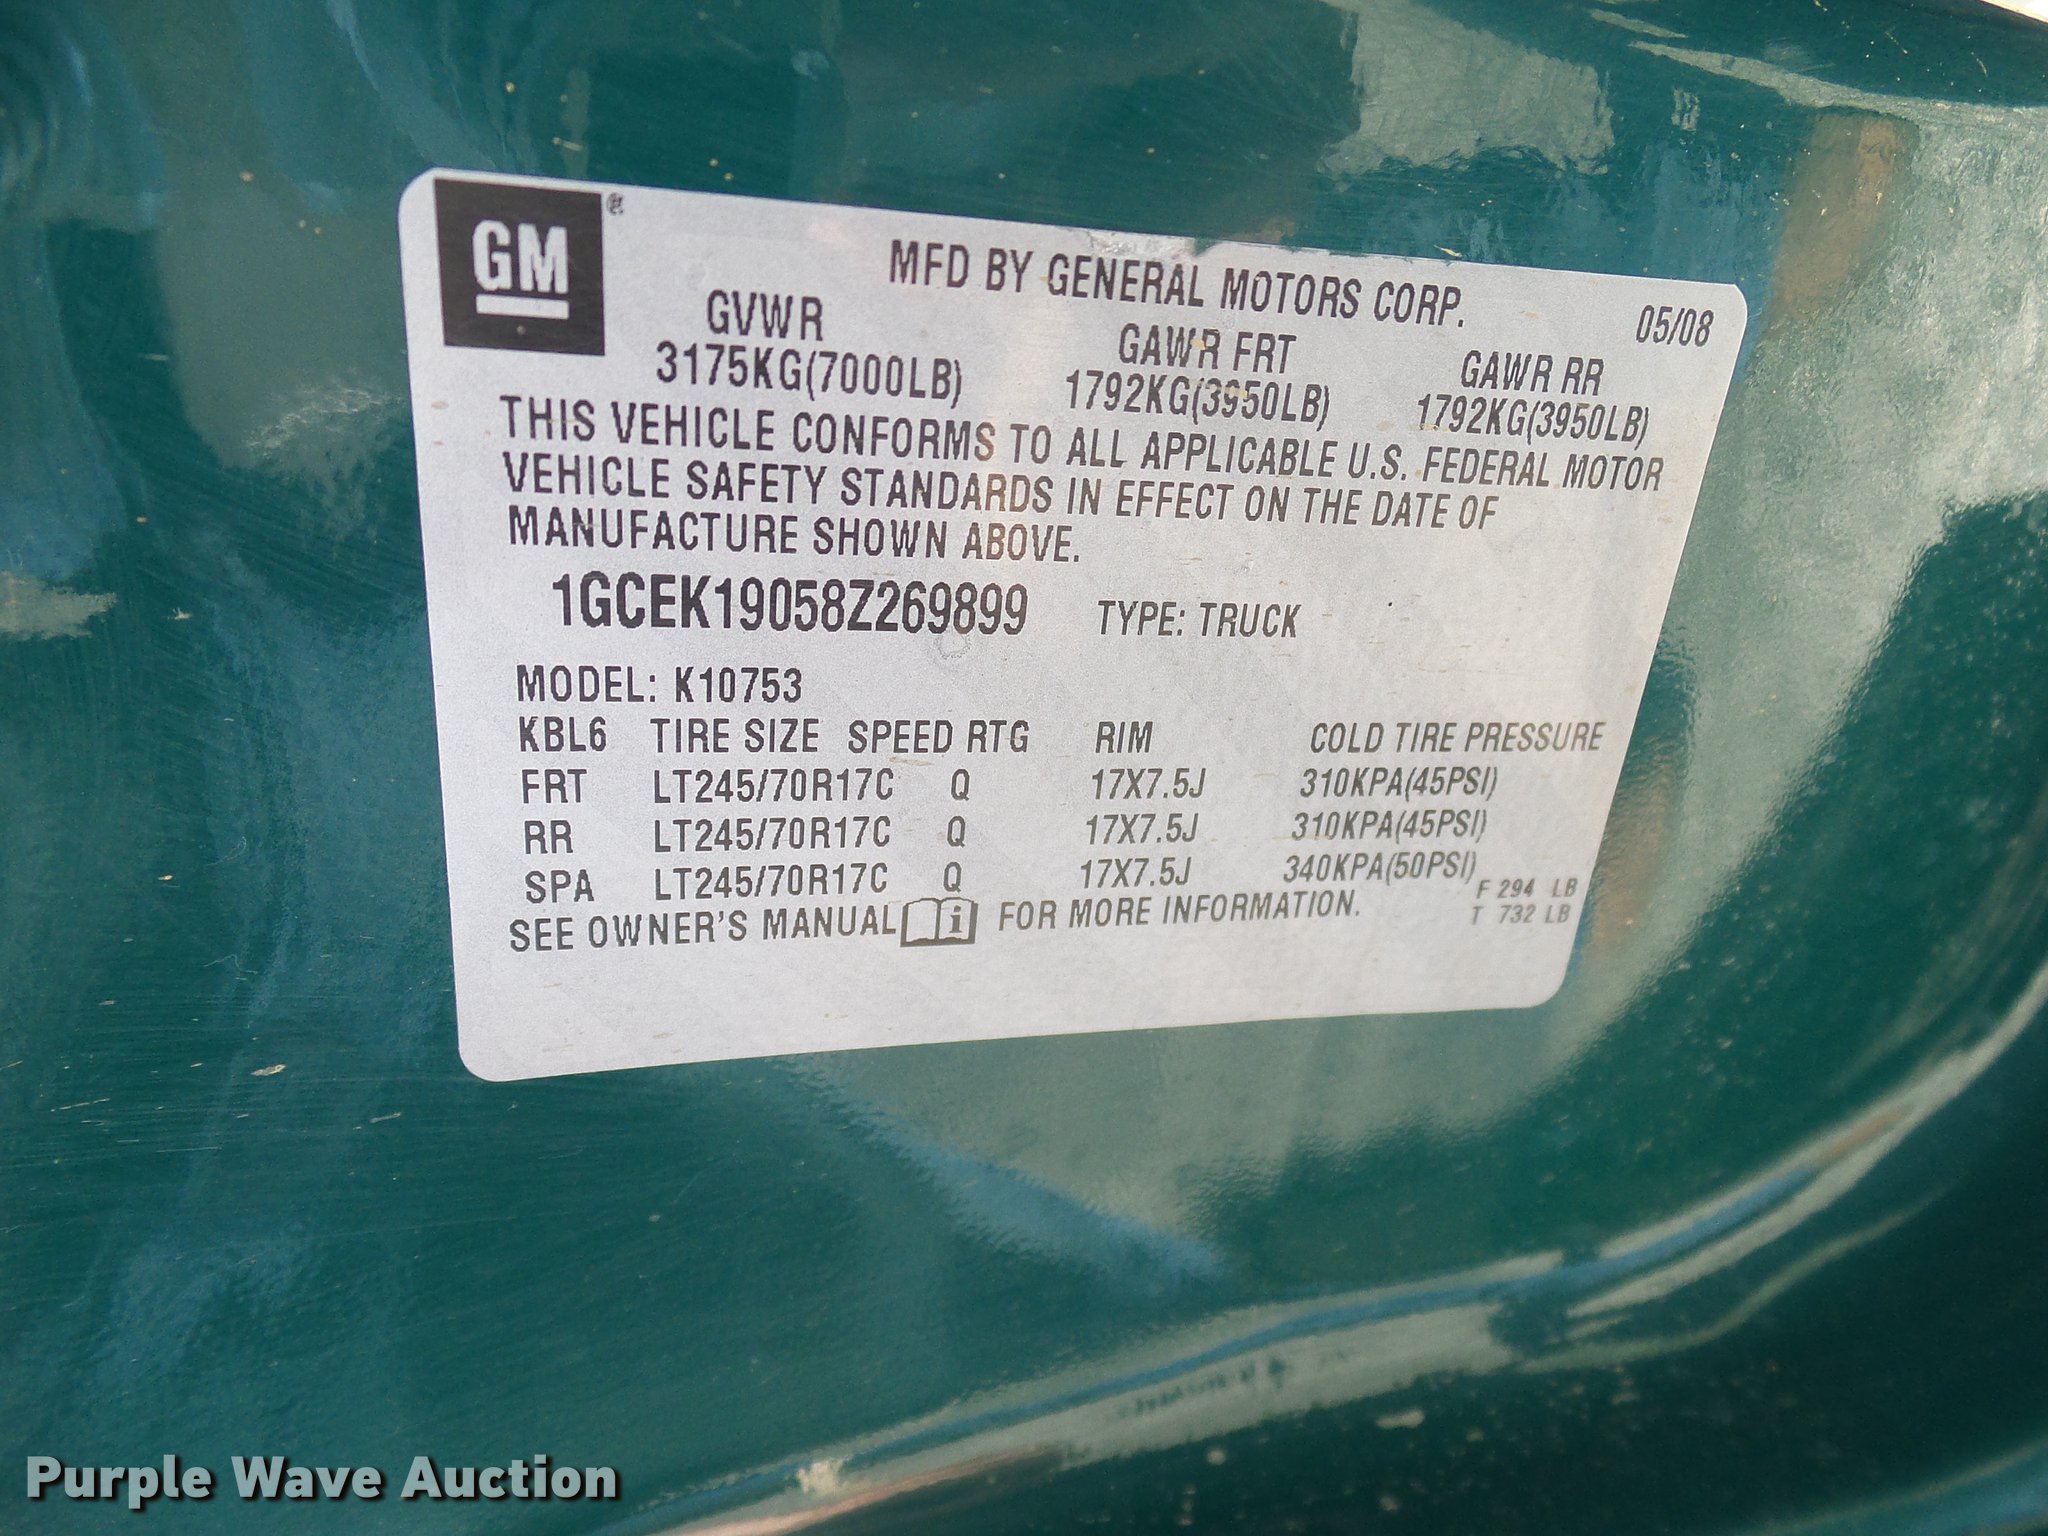 GM ®
MFD BY GENERAL MOTORS CORP. 05/08
GVWR GAWR FRT GAWR RR
3175KG(7000LB) 1792KG(3950LB) 1792KG(3950LB)
THIS VEHICLE CONFORMS TO ALL APPLICABLE U.S. FEDERAL MOTOR
VEHICLE SAFETY STANDARDS IN EFFECT ON THE DATE OF
MANUFACTURE SHOWN ABOVE.
1GCEK19058Z269899 TYPE: TRUCK
MODEL: K10753
KBL6 TIRE SIZE SPEED RTG RIM COLD TIRE PRESSURE
FRT LT245/70R17C Q 17X7.5J 310KPA(45PSI)
RR LT245/70R17C Q 17X7.5J 310KPA(45PSI)
SPA LT245/70R17C Q 17X7.5J 340KPA(50PSI)
F 294 LB
T 732 LB
SEE OWNER'S MANUAL i FOR MORE INFORMATION.
Purple Wave Auction